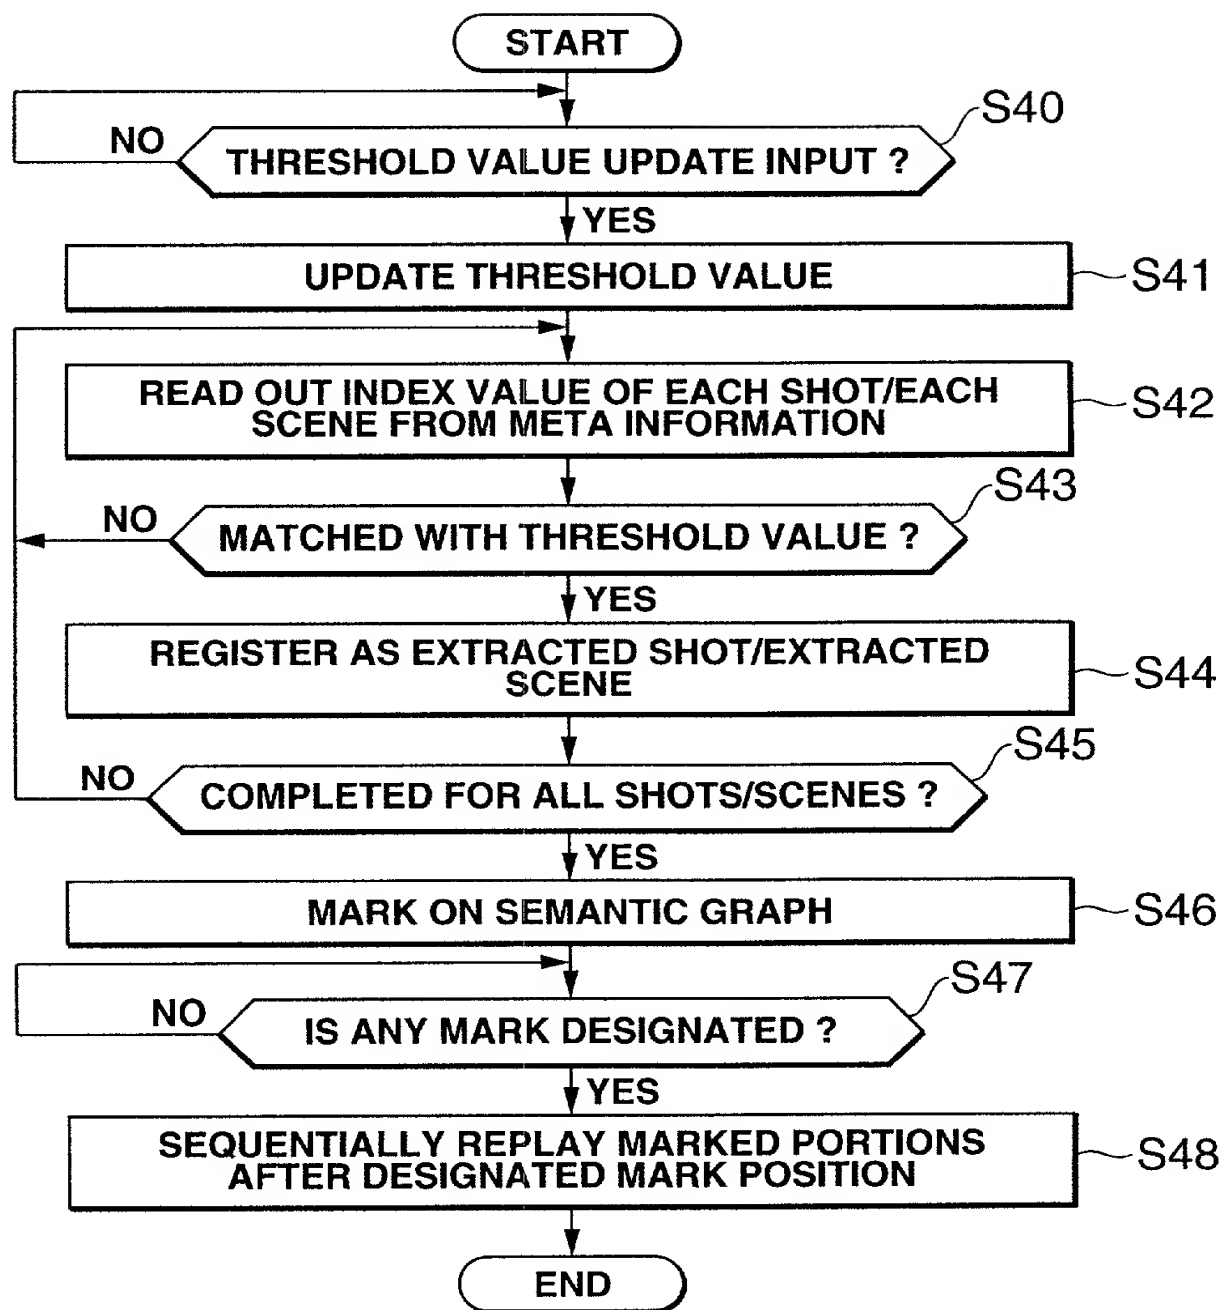 START
S40
NO
THRESHOLD VALUE UPDATE INPUT ?
YES
UPDATE THRESHOLD VALUE
S41
READ OUT INDEX VALUE OF EACH SHOT/EACH
SCENE FROM META INFORMATION
S42
S43
NO
MATCHED WITH THRESHOLD VALUE ?
YES
REGISTER AS EXTRACTED SHOT/EXTRACTED
SCENE
S44
S45
NO
COMPLETED FOR ALL SHOTS/SCENES ?
YES
MARK ON SEMANTIC GRAPH
S46
S47
NO
IS ANY MARK DESIGNATED ?
YES
SEQUENTIALLY REPLAY MARKED PORTIONS
AFTER DESIGNATED MARK POSITION
S48
END